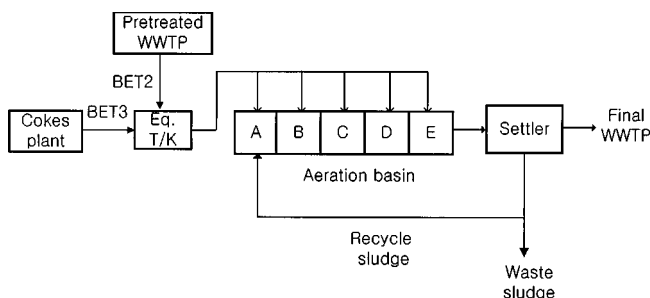 Pretreated
WWTP
BET2
BET3
Cokes
plant
Eq.
T/K
A
B
C
D
E
Settler
Final
WWTP
Aeration basin
Recycle
sludge
Waste
sludge